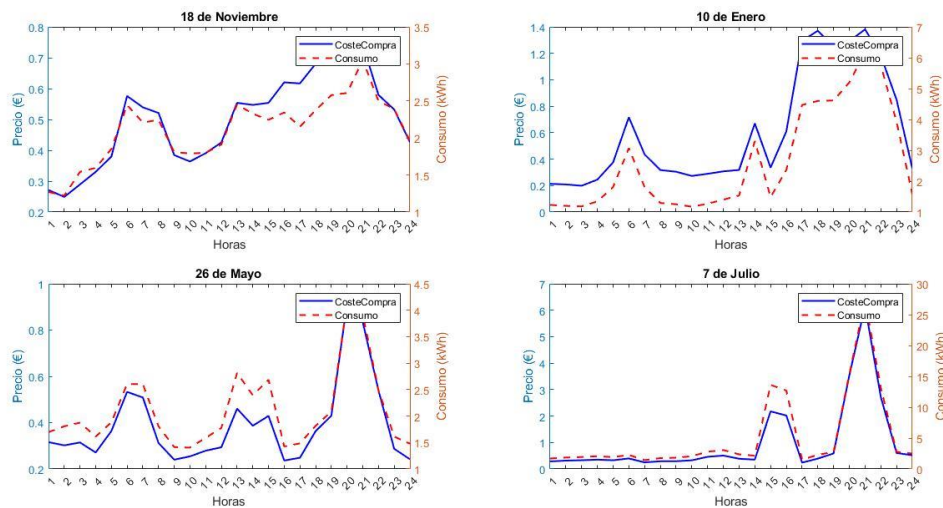 18 de Noviembre
Precio (€)
0.8
0.7
0.6
0.5
0.4
0.3
0.2
CosteCompra
Consumo
3.5
3
2.5
2
1.5
1
Consumo (kWh)
1 2 3 4 5 6 7 8 9 10 11 12 13 14 15 16 17 18 19 20 21 22 23 24
Horas
10 de Enero
Precio (€)
1.4
1.2
1
0.8
0.6
0.4
0.2
0
CosteCompra
Consumo
7
6
5
4
3
2
1
Consumo (kWh)
1 2 3 4 5 6 7 8 9 10 11 12 13 14 15 16 17 18 19 20 21 22 23 24
Horas
26 de Mayo
Precio (€)
1
0.8
0.6
0.4
0.2
CosteCompra
Consumo
4.5
4
3.5
3
2.5
2
1.5
1
Consumo (kWh)
1 2 3 4 5 6 7 8 9 10 11 12 13 14 15 16 17 18 19 20 21 22 23 24
Horas
7 de Julio
Precio (€)
7
6
5
4
3
2
1
0
CosteCompra
Consumo
30
25
20
15
10
5
0
Consumo (kWh)
1 2 3 4 5 6 7 8 9 10 11 12 13 14 15 16 17 18 19 20 21 22 23 24
Horas